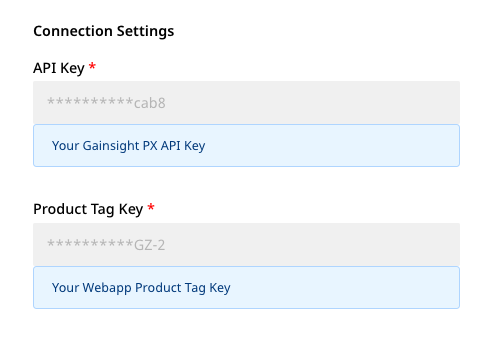 Connection Settings
API Key *
**********cab8
Your Gainsight PX API Key
Product Tag Key *
**********GZ-2
Your Webapp Product Tag Key